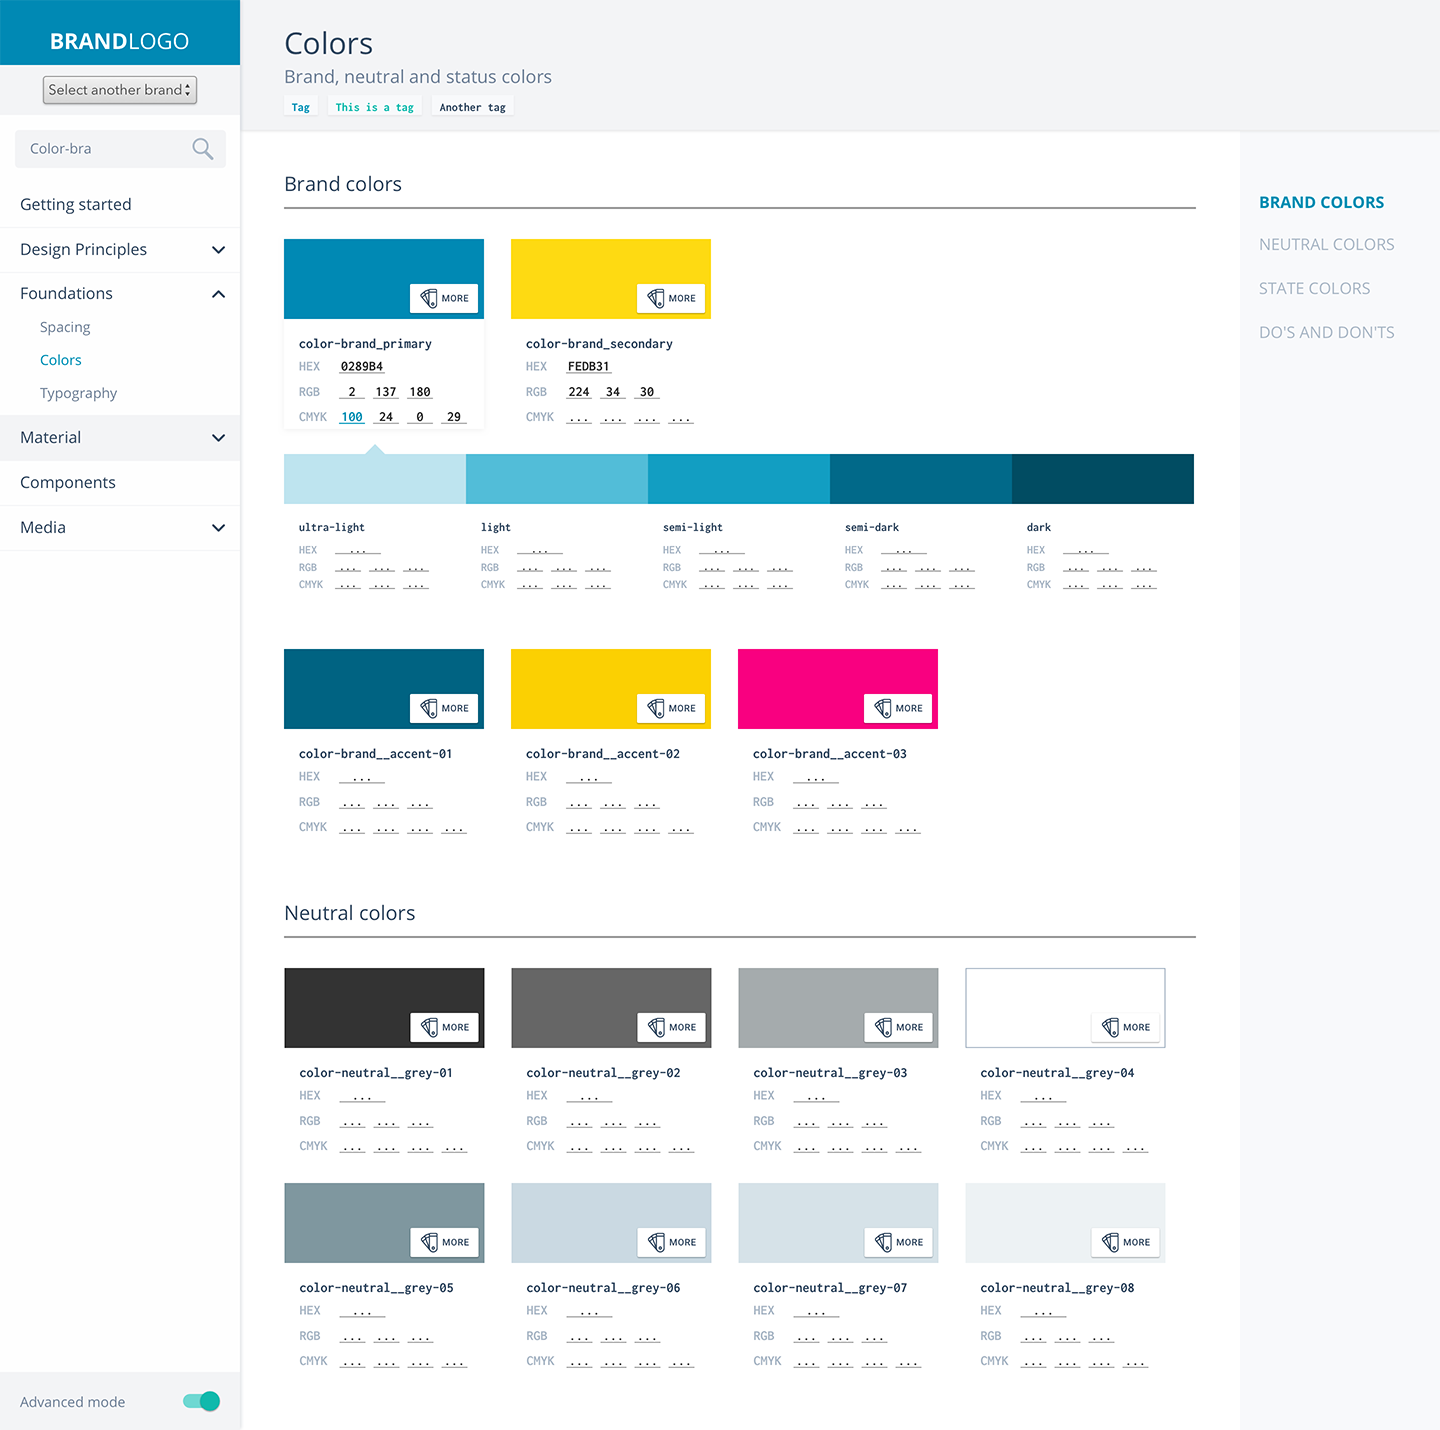 BRANDLOGO
Select another brand
Color-bra
Getting started
Design Principles
Foundations
Spacing
Colors
Typography
Material
Components
Media
Advanced mode
Colors
Brand, neutral and status colors
Tag This is a tag Another tag
Brand colors
MORE MORE
color-brand_primary color-brand_secondary
HEX 0289B4 HEX FEDB31
RGB 2 137 180 RGB 224 34 30
CMYK 100 24 0 29 CMYK ... ... ... ...
ultra-light light semi-light semi-dark dark
HEX ... HEX ... HEX ... HEX ... HEX ...
RGB ... ... ... RGB ... ... ... RGB ... ... ... RGB ... ... ... RGB ... ... ...
CMYK ... ... ... CMYK ... ... ... CMYK ... ... ... CMYK ... ... ... CMYK ... ... ...
MORE MORE MORE
color-brand__accent-01 color-brand__accent-02 color-brand__accent-03
HEX ... HEX ... HEX ...
RGB ... ... ... RGB ... ... ... RGB ... ... ...
CMYK ... ... ... ... CMYK ... ... ... ... CMYK ... ... ... ...
Neutral colors
MORE MORE MORE MORE
color-neutral__grey-01 color-neutral__grey-02 color-neutral__grey-03 color-neutral__grey-04
HEX ... HEX ... HEX ... HEX ...
RGB ... ... ... RGB ... ... ... RGB ... ... ... RGB ... ... ...
CMYK ... ... ... ... CMYK ... ... ... ... CMYK ... ... ... ... CMYK ... ... ... ...
MORE MORE MORE MORE
color-neutral__grey-05 color-neutral__grey-06 color-neutral__grey-07 color-neutral__grey-08
HEX ... HEX ... HEX ... HEX ...
RGB ... ... ... RGB ... ... ... RGB ... ... ... RGB ... ... ...
CMYK ... ... ... ... CMYK ... ... ... ... CMYK ... ... ... ... CMYK ... ... ... ...
BRAND COLORS
NEUTRAL COLORS
STATE COLORS
DO'S AND DON'TS